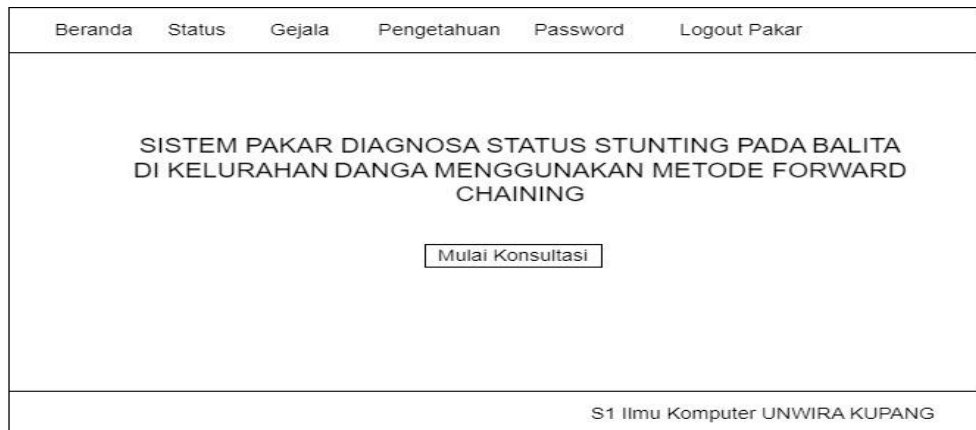 Beranda Status Gejala Pengetahuan Password Logout Pakar
SISTEM PAKAR DIAGNOSA STATUS STUNTING PADA BALITA
DI KELURAHAN DANGA MENGGUNAKAN METODE FORWARD
CHAINING
Mulai Konsultasi
S1 Ilmu Komputer UNWIRA KUPANG